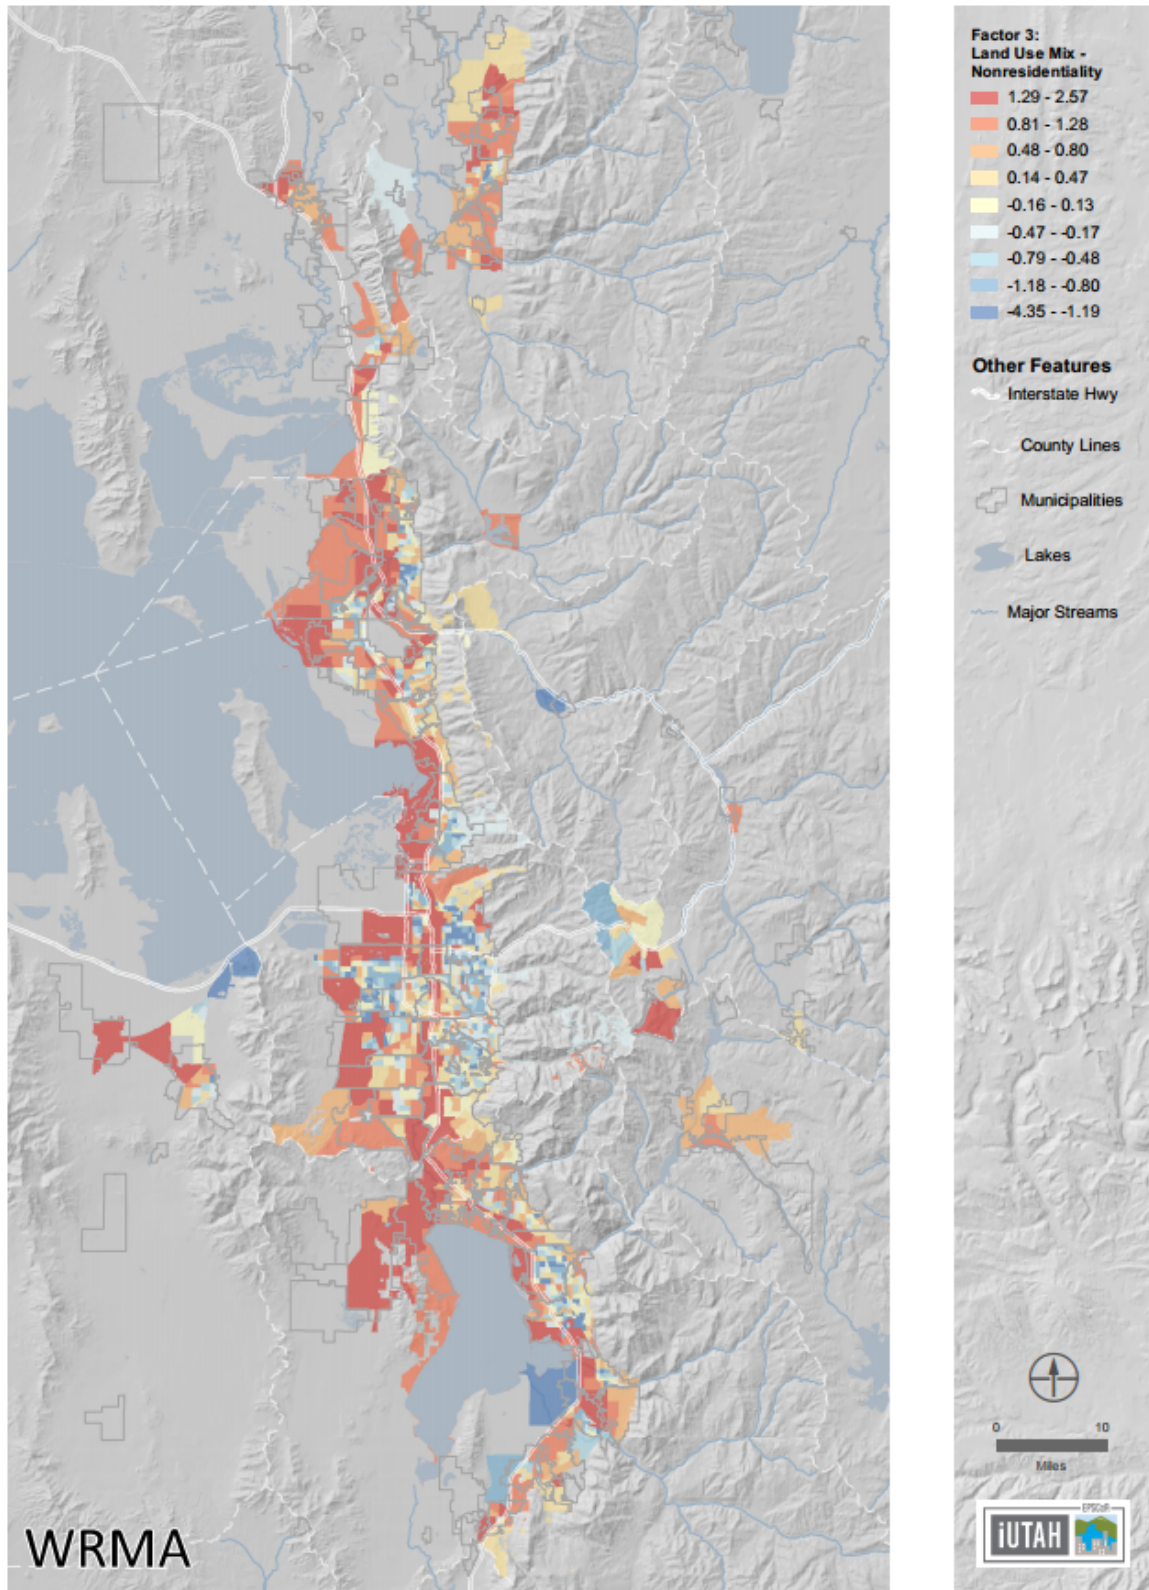 Factor 3:
Land Use Mix -
Nonresidentiality
1.29 - 2.57
0.81 - 1.28
0.48 - 0.80
0.14 - 0.47
-0.16 - 0.13
-0.47 - -0.17
-0.79 - -0.48
-1.18 - -0.80
-4.35 - -1.19
Other Features
Interstate Hwy
County Lines
Municipalities
Lakes
Major Streams
0 10
Miles
EPSCoR
iUTAH
WRMA